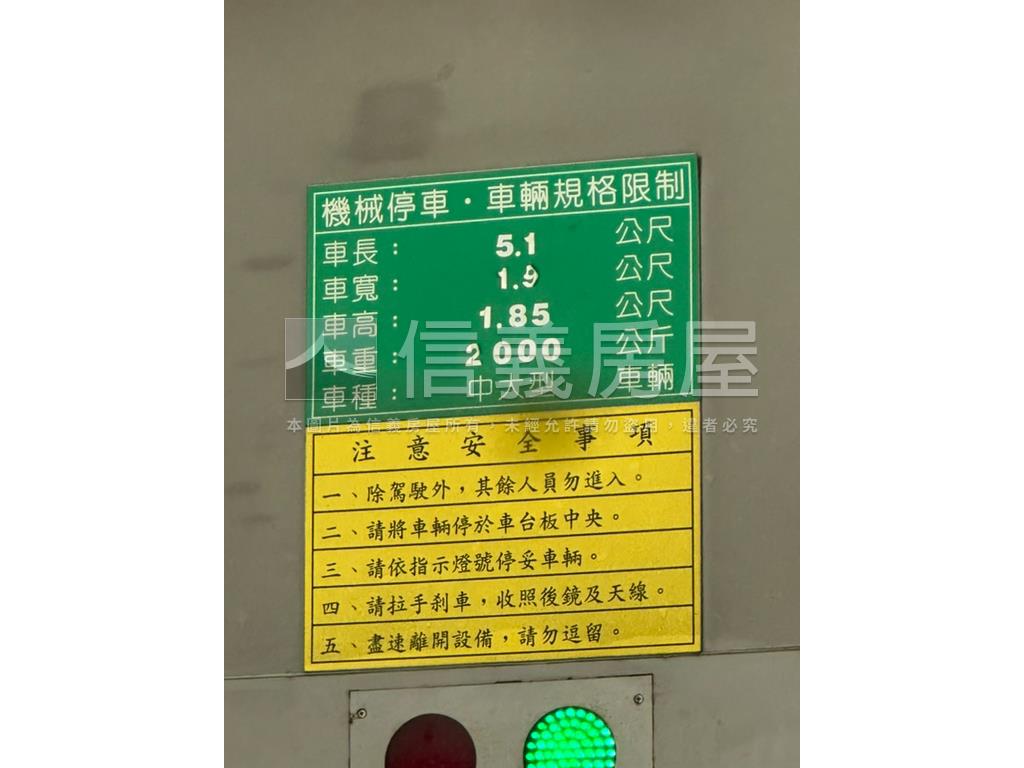 機械停車・車輛規格限制
車長： 5.1 公尺
車寬： 1.9 公尺
車高： 1.85 公尺
車重： 2000 公斤
車種： 中大型 車輛
信義房屋
本圖片為信義房屋所有，未經允許請勿盜用，違者必究
注意安全事項
一、除駕駛外，其餘人員勿進入。
二、請將車輛停於車台板中央。
三、請依指示燈號停妥車輛。
四、請拉手剎車，收照後鏡及天線。
五、盡速離開設備，請勿逗留。